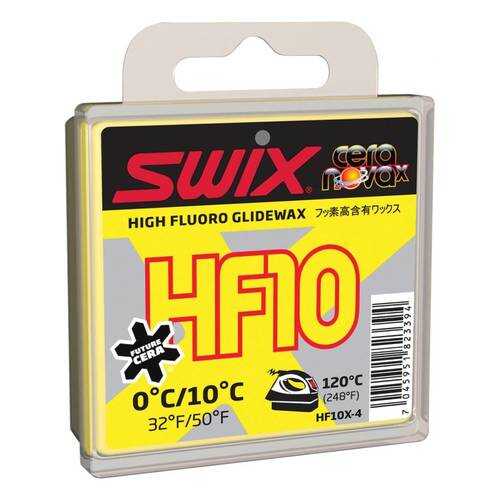 SWIX
cera
novax
HIGH FLUORO GLIDEWAX フッ素高含有ワックス
HF10
FUTURE
CERA
0°C/10°C
32°F/50°F
120°C
(248°F)
HF10X-4
7 045951 823394